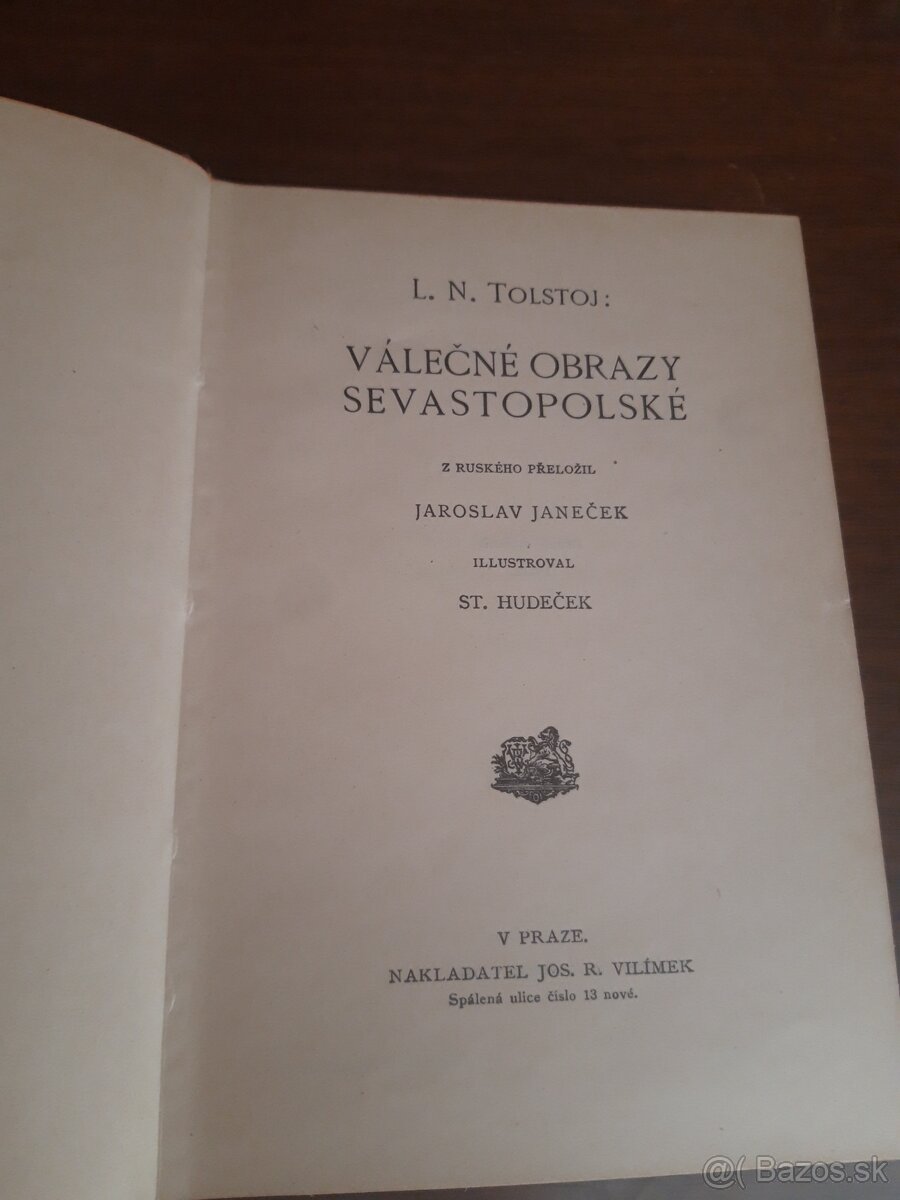 L. N. TOLSTOJ:
VÁLEČNÉ OBRAZY
SEVASTOPOLSKÉ
Z RUSKÉHO PŘELOŽIL
JAROSLAV JANEČEK
ILLUSTROVAL
ST. HUDEČEK
V PRAZE.
NAKLADATEL JOS. R. VILÍMEK
Spálená ulice číslo 13 nové.
@( Bazos.sk